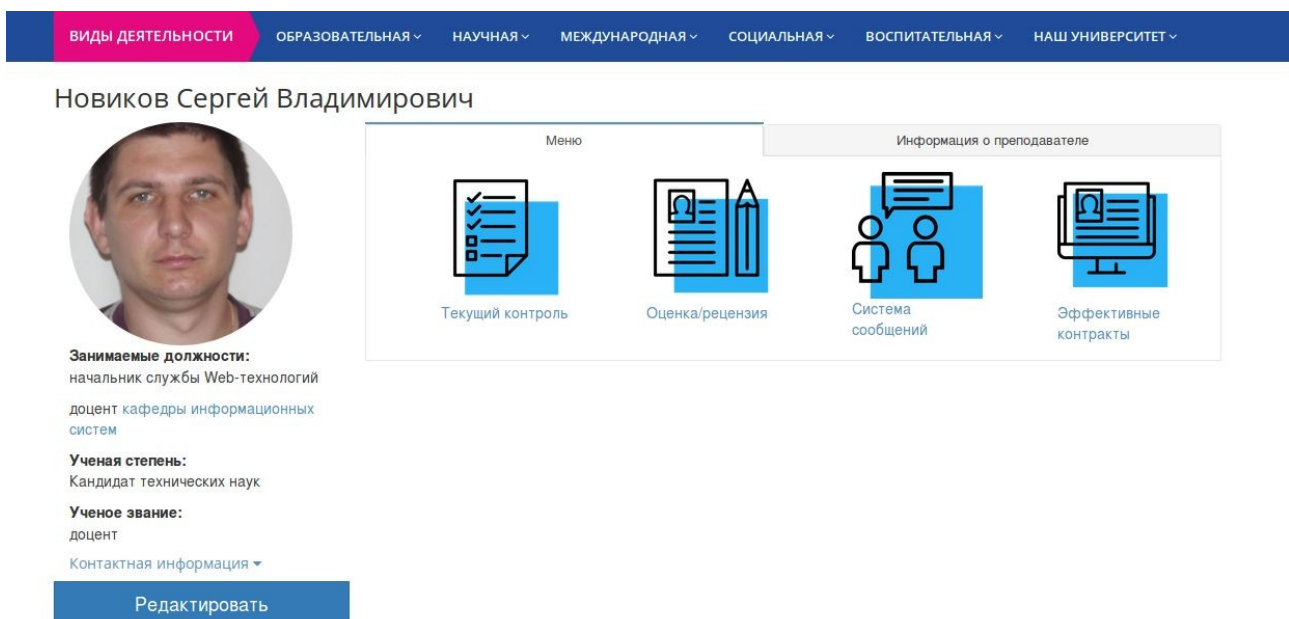 ВИДЫ ДЕЯТЕЛЬНОСТИ ОБРАЗОВАТЕЛЬНАЯ НАУЧНАЯ МЕЖДУНАРОДНАЯ СОЦИАЛЬНАЯ ВОСПИТАТЕЛЬНАЯ НАШ УНИВЕРСИТЕТ
Новиков Сергей Владимирович
Меню Информация о преподавателе
Текущий контроль
Оценка/рецензия
Система
сообщений
Эффективные
контракты
Занимаемые должности:
начальник службы Web-технологий
доцент кафедры информационных
систем
Ученая степень:
Кандидат технических наук
Ученое звание:
доцент
Контактная информация
Редактировать